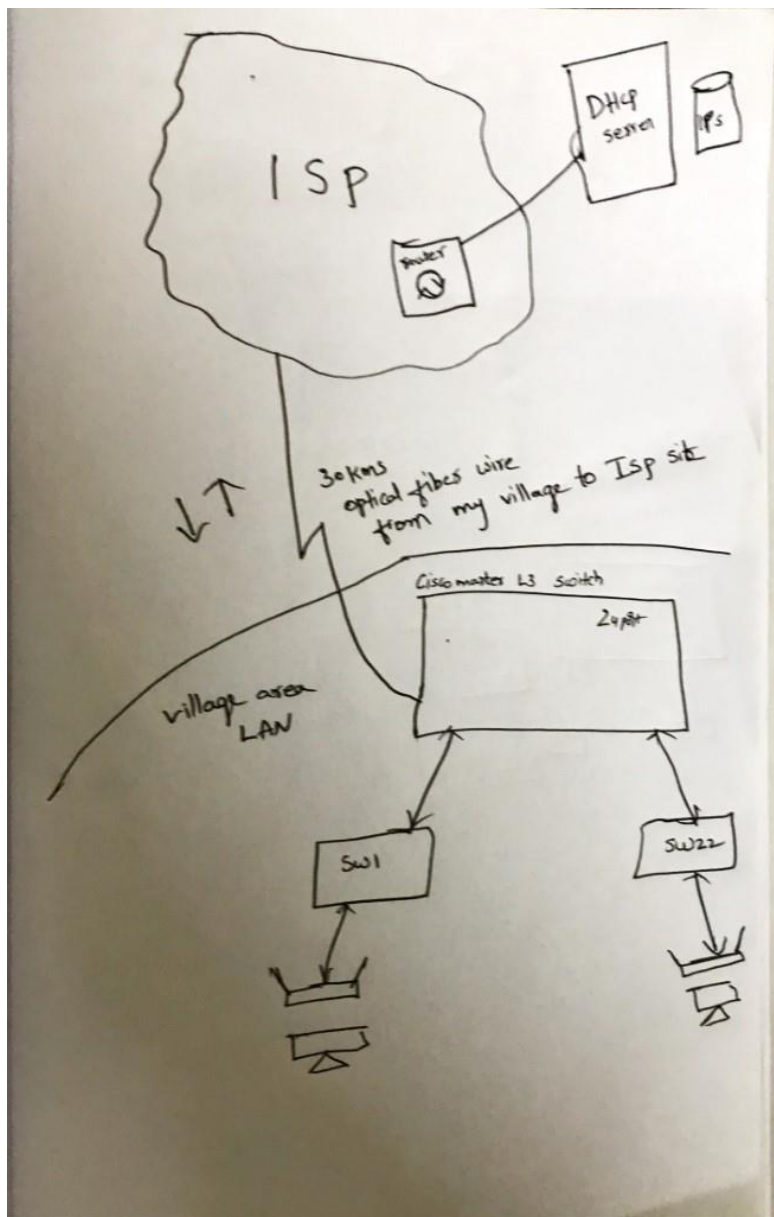 ISP
DHCP
server
IPs
router
30 kms
optical fiber wire
from my village to Isp site
Cisco master L3 switch
24 port
village area
LAN
SW1
SW22